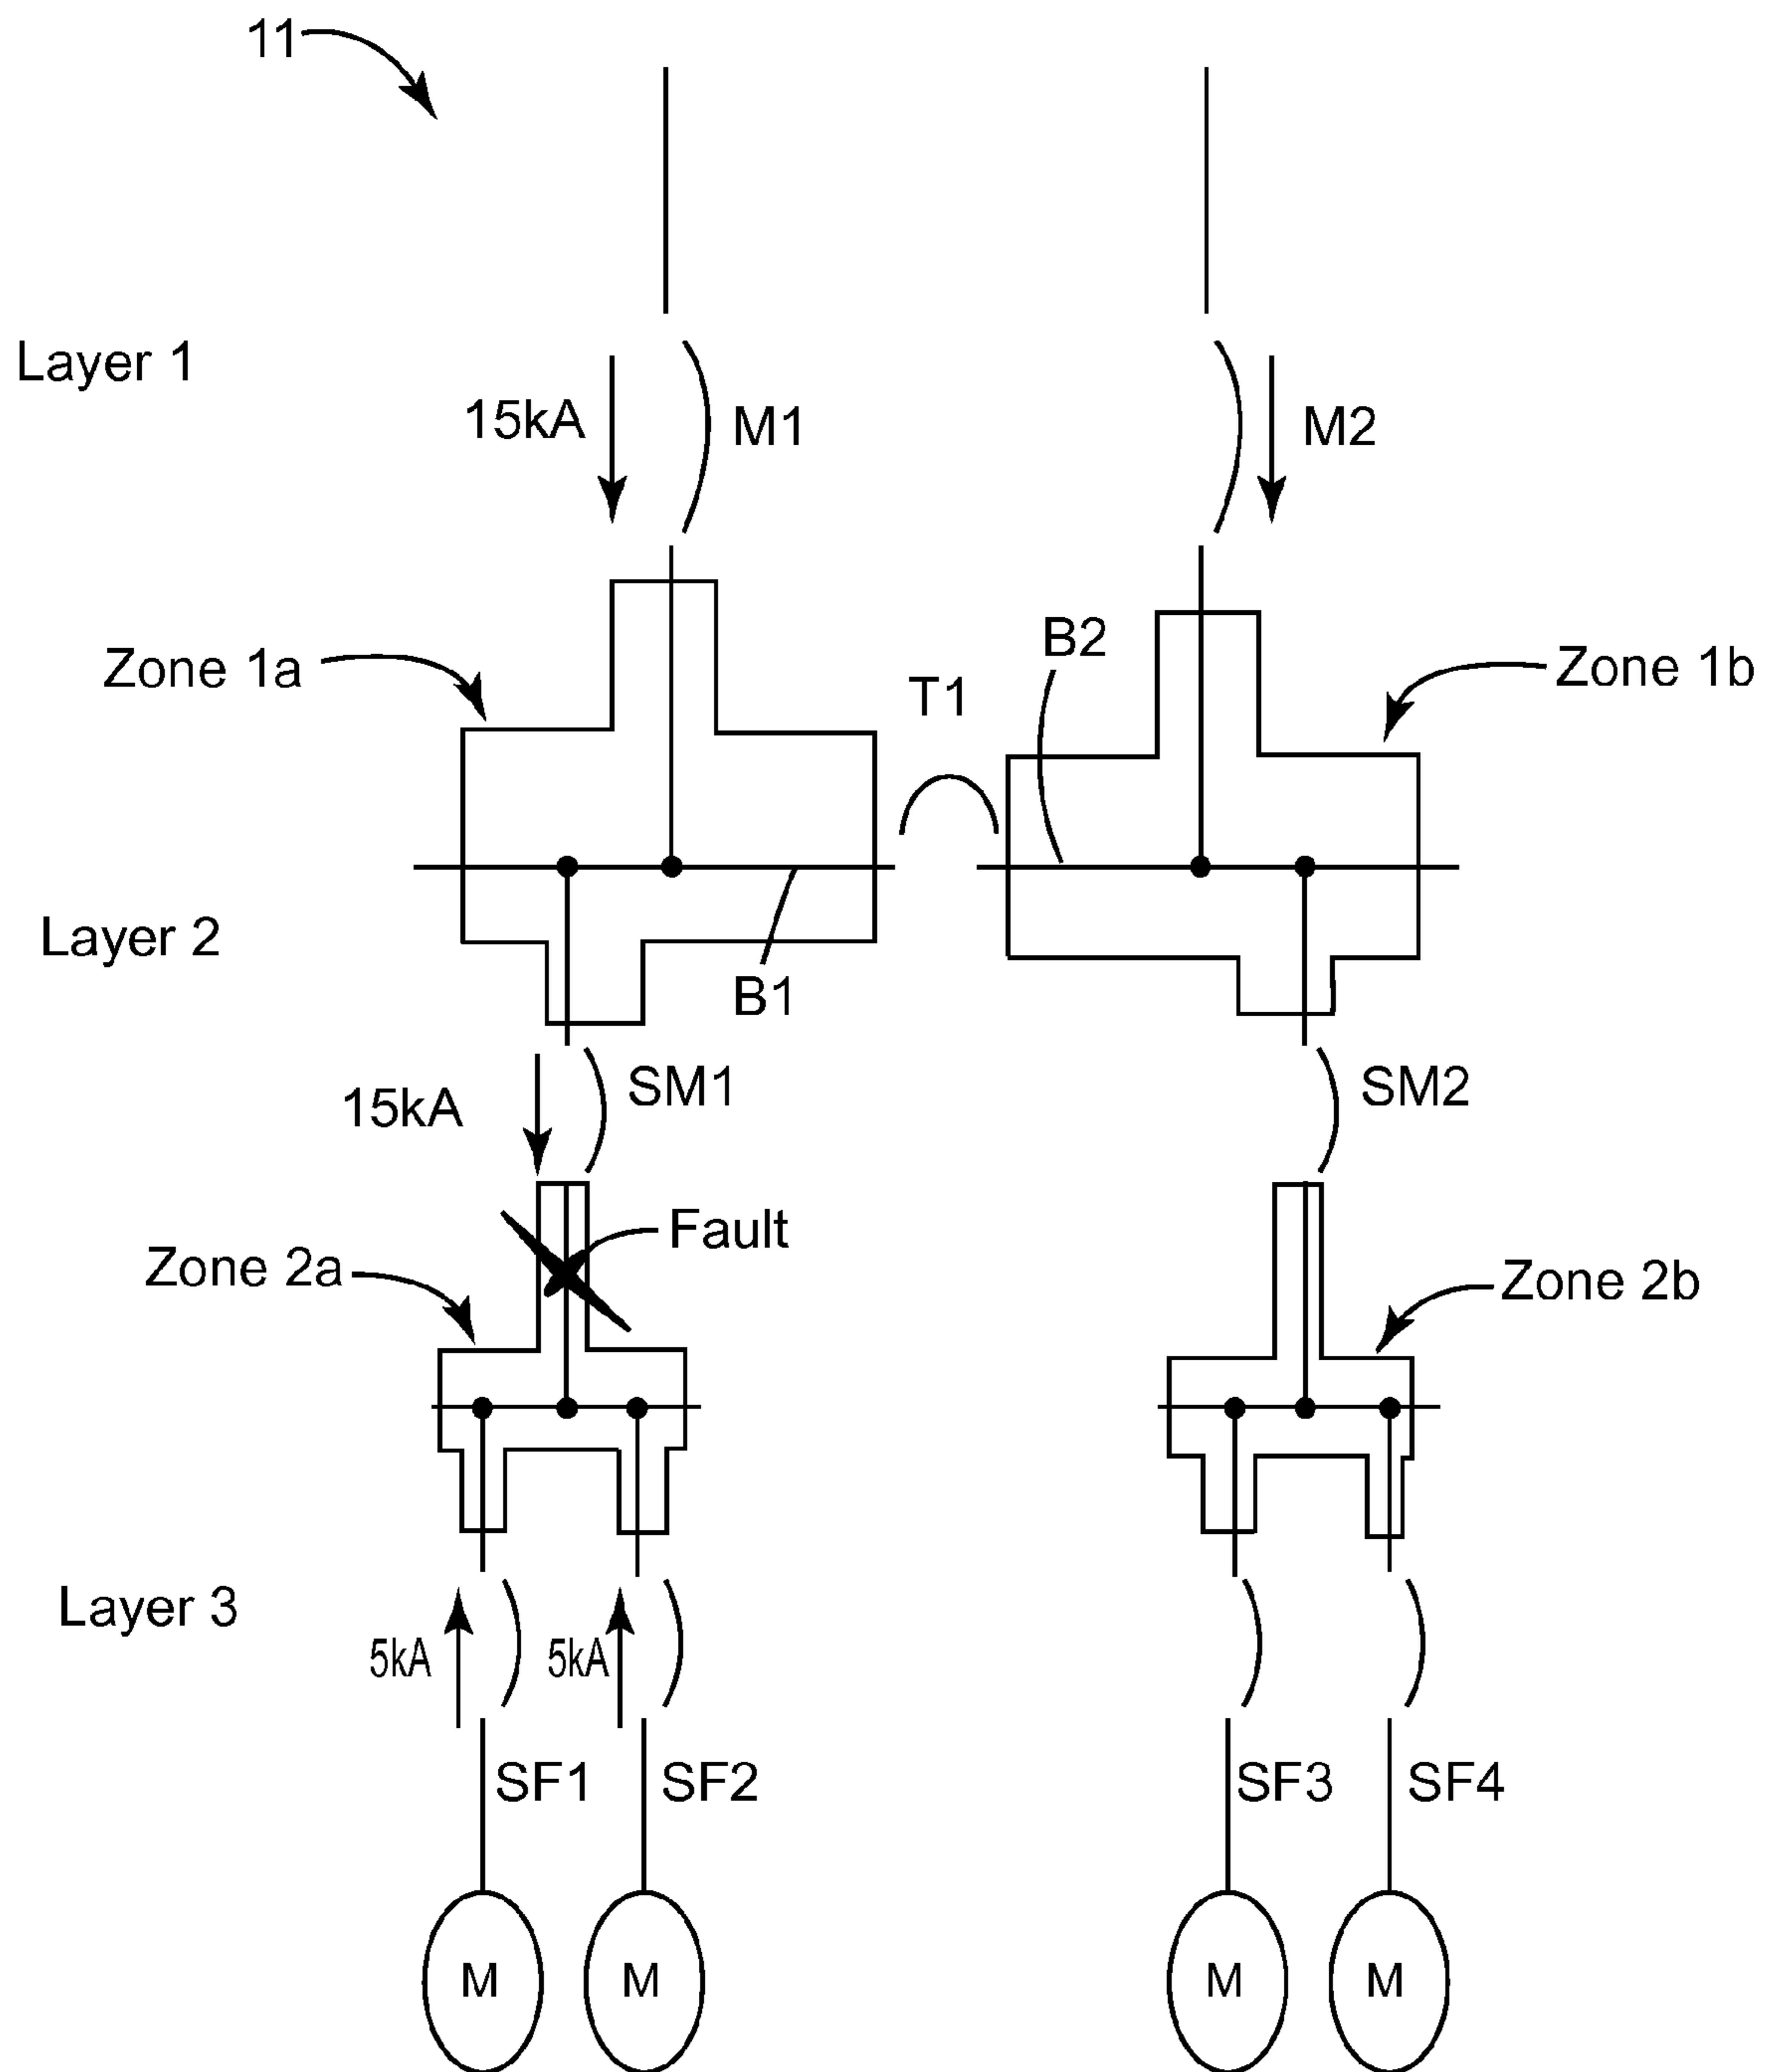 11
Layer 1
15kA
M1
M2
Zone 1a
B2
Zone 1b
T1
Layer 2
B1
15kA
SM1
SM2
Fault
Zone 2a
Zone 2b
Layer 3
5kA
5kA
SF1
SF2
SF3
SF4
M
M
M
M